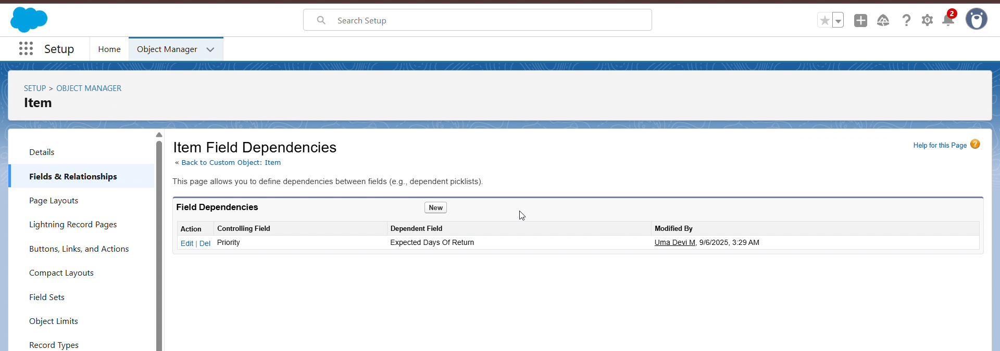 Search Setup
2
Setup
Home
Object Manager
SETUP > OBJECT MANAGER
Item
Details
Fields & Relationships
Page Layouts
Lightning Record Pages
Buttons, Links, and Actions
Compact Layouts
Field Sets
Object Limits
Record Types
Item Field Dependencies
Help for this Page ?
« Back to Custom Object: Item
This page allows you to define dependencies between fields (e.g., dependent picklists).
Field Dependencies
New
Action Controlling Field Dependent Field Modified By
Edit | Del Priority Expected Days Of Return Uma Devi M, 9/6/2025, 3:29 AM